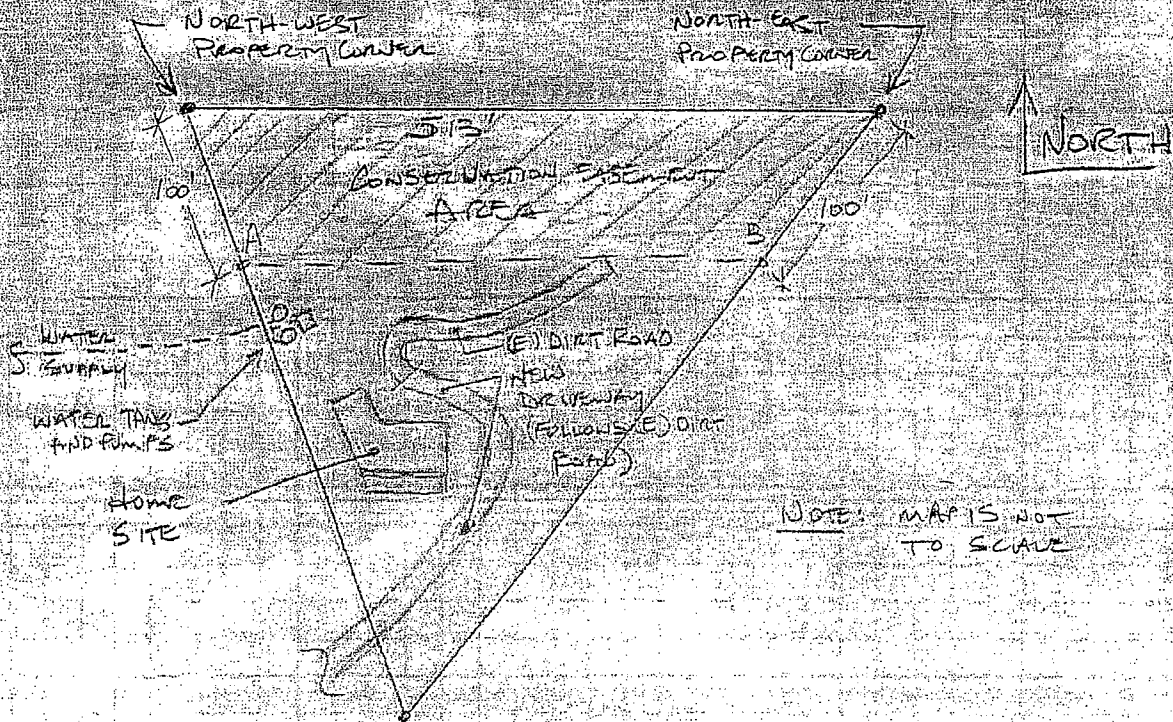 NORTH-WEST
PROPERTY CORNER
NORTH-EAST
PROPERTY CORNER
NORTH
513'
CONSERVATION EASEMENT
AREA
100'
100'
A
B
WATER
SUPPLY
(E) DIRT ROAD
NEW
DRIVEWAY
(FOLLOWS (E) DIRT
ROAD)
WATER TANKS
AND PUMPS
HOME
SITE
NOTE: MAP IS NOT
TO SCALE